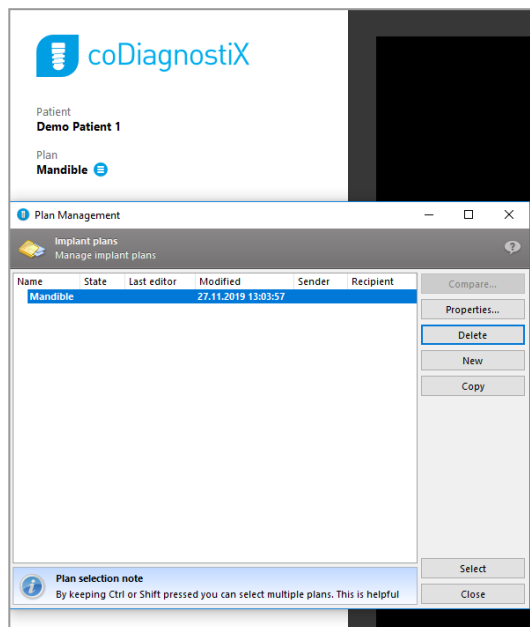 coDiagnostiX
Patient
Demo Patient 1
Plan
Mandible
Plan Management
Implant plans
Manage implant plans
Name State Last editor Modified Sender Recipient
Mandible 27.11.2019 13:03:57
Compare...
Properties...
Delete
New
Copy
Select
Close
Plan selection note
By keeping Ctrl or Shift pressed you can select multiple plans. This is helpful